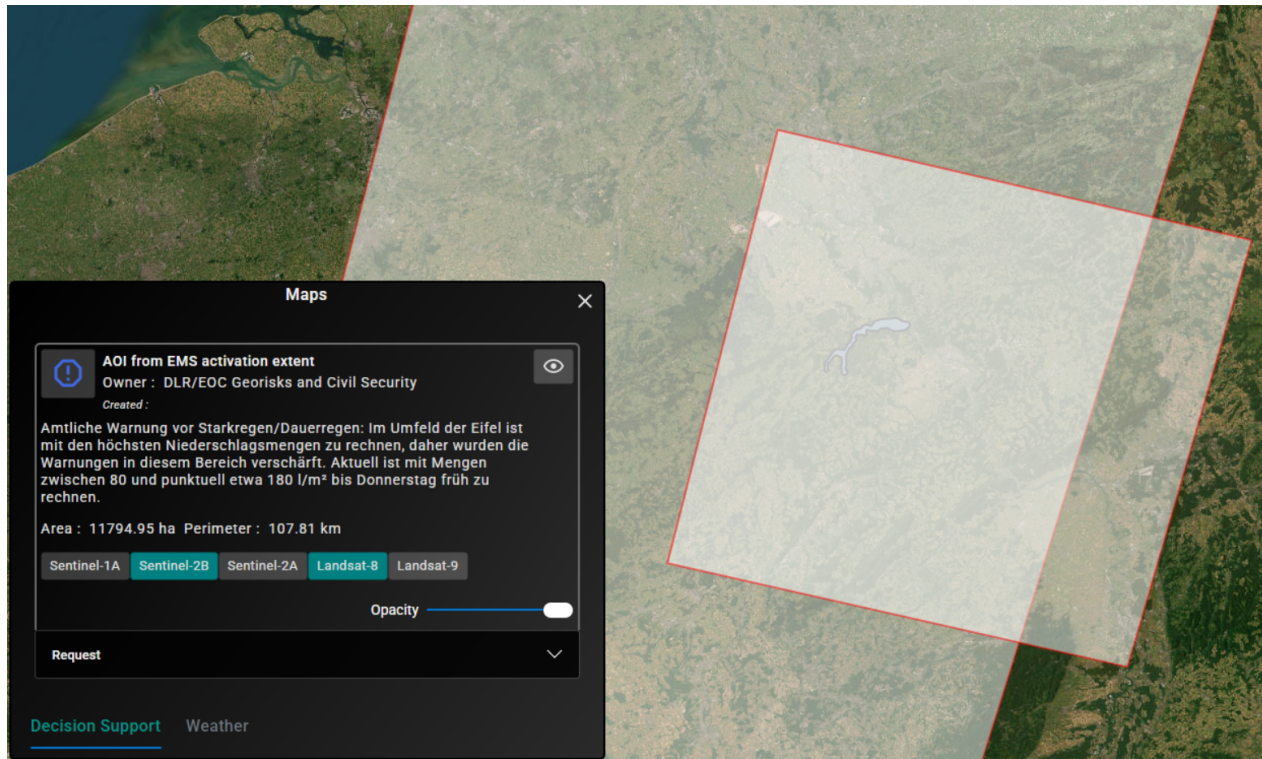 Maps
AOI from EMS activation extent
Owner : DLR/EOC Georisks and Civil Security
Created :
Amtliche Warnung vor Starkregen/Dauerregen: Im Umfeld der Eifel ist
mit den höchsten Niederschlagsmengen zu rechnen, daher wurden die
Warnungen in diesem Bereich verschärft. Aktuell ist mit Mengen
zwischen 80 und punktuell etwa 180 l/m² bis Donnerstag früh zu
rechnen.
Area : 11794.95 ha Perimeter : 107.81 km
Sentinel-1A Sentinel-2B Sentinel-2A Landsat-8 Landsat-9
Opacity
Request
Decision Support Weather